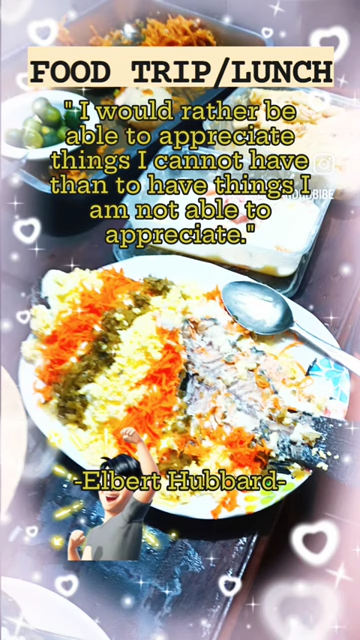 FOOD TRIP/LUNCH
" I would rather be
able to appreciate
things I cannot have
than to have things I
am not able to
appreciate."
-Elbert Hubbard-